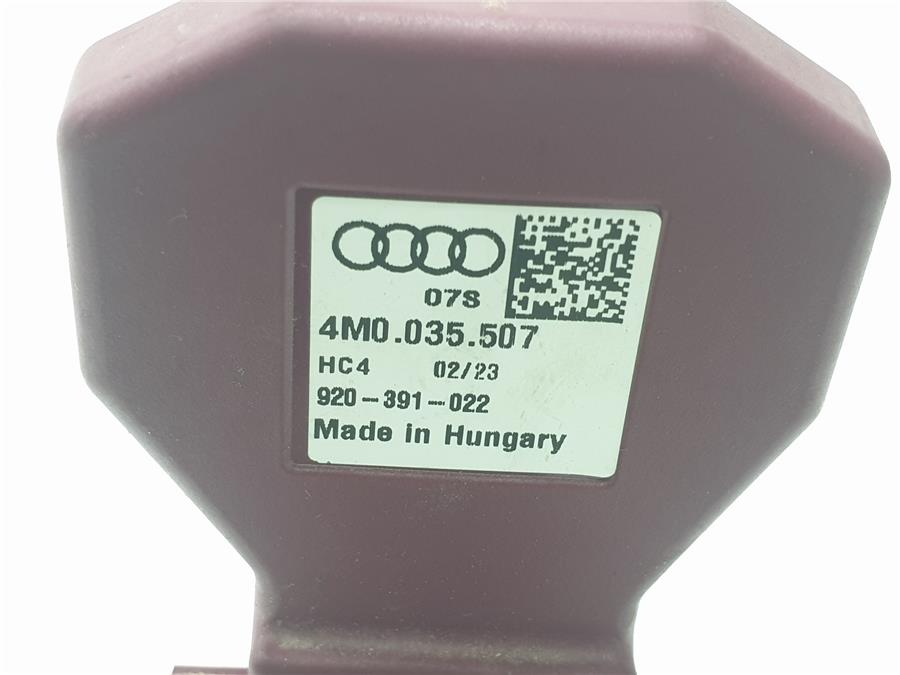 07S
4M0.035.507
HC4 02/23
920-391-022
Made in Hungary